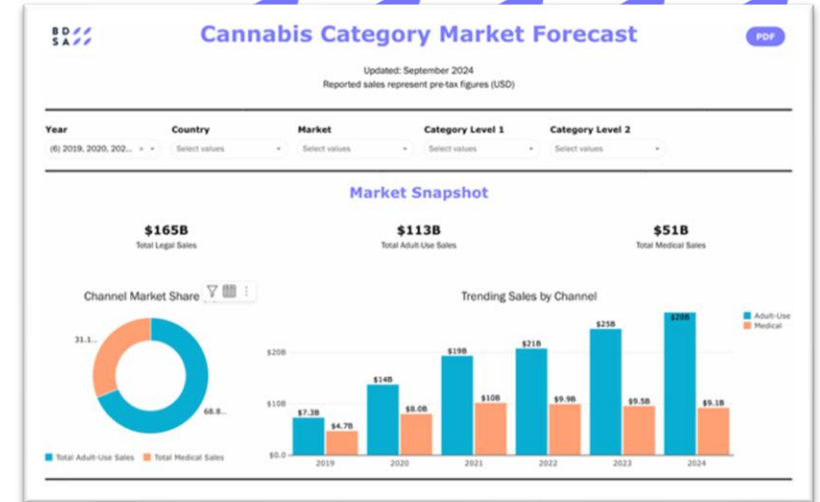 BD
SA
Cannabis Category Market Forecast
PDF
Updated: September 2024
Reported sales represent pre-tax figures (USD)
Year
Country
Market
Category Level 1
Category Level 2
(6) 2019, 2020, 202...
Select values
Select values
Select values
Select values
Market Snapshot
$165B
$113B
$51B
Total Legal Sales
Total Adult-Use Sales
Total Medical Sales
Channel Market Share
Trending Sales by Channel
31.1...
68.8...
Total Adult-Use Sales
Total Medical Sales
Adult-Use
Medical
$20B
$10B
$0.0
$7.3B
$4.7B
$14B
$8.0B
$19B
$10B
$21B
$9.9B
$25B
$9.5B
$28B
$9.1B
2019
2020
2021
2022
2023
2024